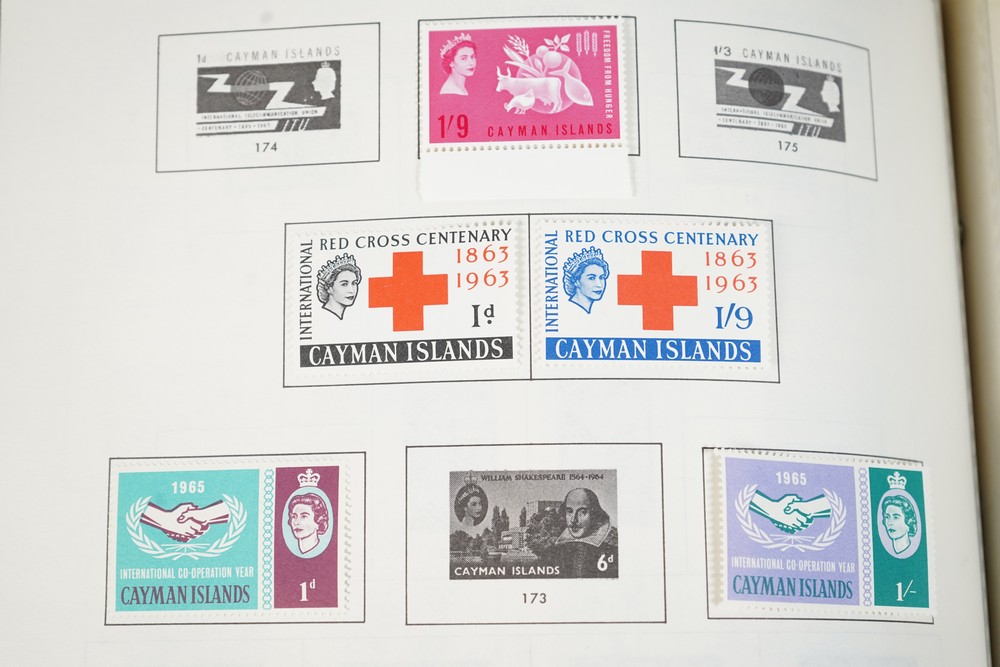 1d CAYMAN ISLANDS
INTERNATIONAL TELECOMMUNICATION UNION
CENTENARY · 1865 · 1965 ITU
174
FREEDOM FROM HUNGER
1'9 CAYMAN ISLANDS
1/3 CAYMAN ISLANDS
INTERNATIONAL TELECOMMUNICATION UNION
CENTENARY · 1865 · 1965 ITU
175
INTERNATIONAL
RED CROSS CENTENARY
1863
1963
1d
CAYMAN ISLANDS
INTERNATIONAL
RED CROSS CENTENARY
1863
1963
1/9
CAYMAN ISLANDS
1965
INTERNATIONAL CO-OPERATION YEAR
CAYMAN ISLANDS
1d
WILLIAM SHAKESPEARE 1564·1964
6d
CAYMAN ISLANDS
173
1965
INTERNATIONAL CO-OPERATION YEAR
CAYMAN ISLANDS
1/-